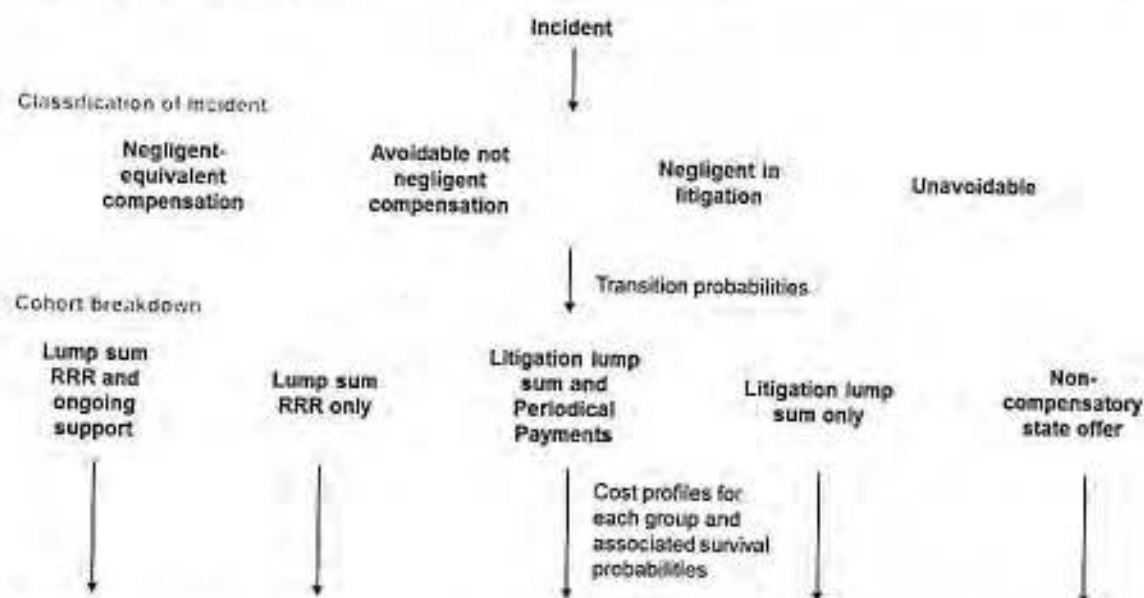 Incident
Classification of incident
Negligent-
equivalent
compensation
Avoidable not
negligent
compensation
Negligent in
litigation
Unavoidable
Transition probabilities
Cohort breakdown
Lump sum
RRR and
ongoing
support
Lump sum
RRR only
Litigation lump
sum and
Periodical
Payments
Litigation lump
sum only
Non-
compensatory
state offer
Cost profiles for
each group and
associated survival
probabilities